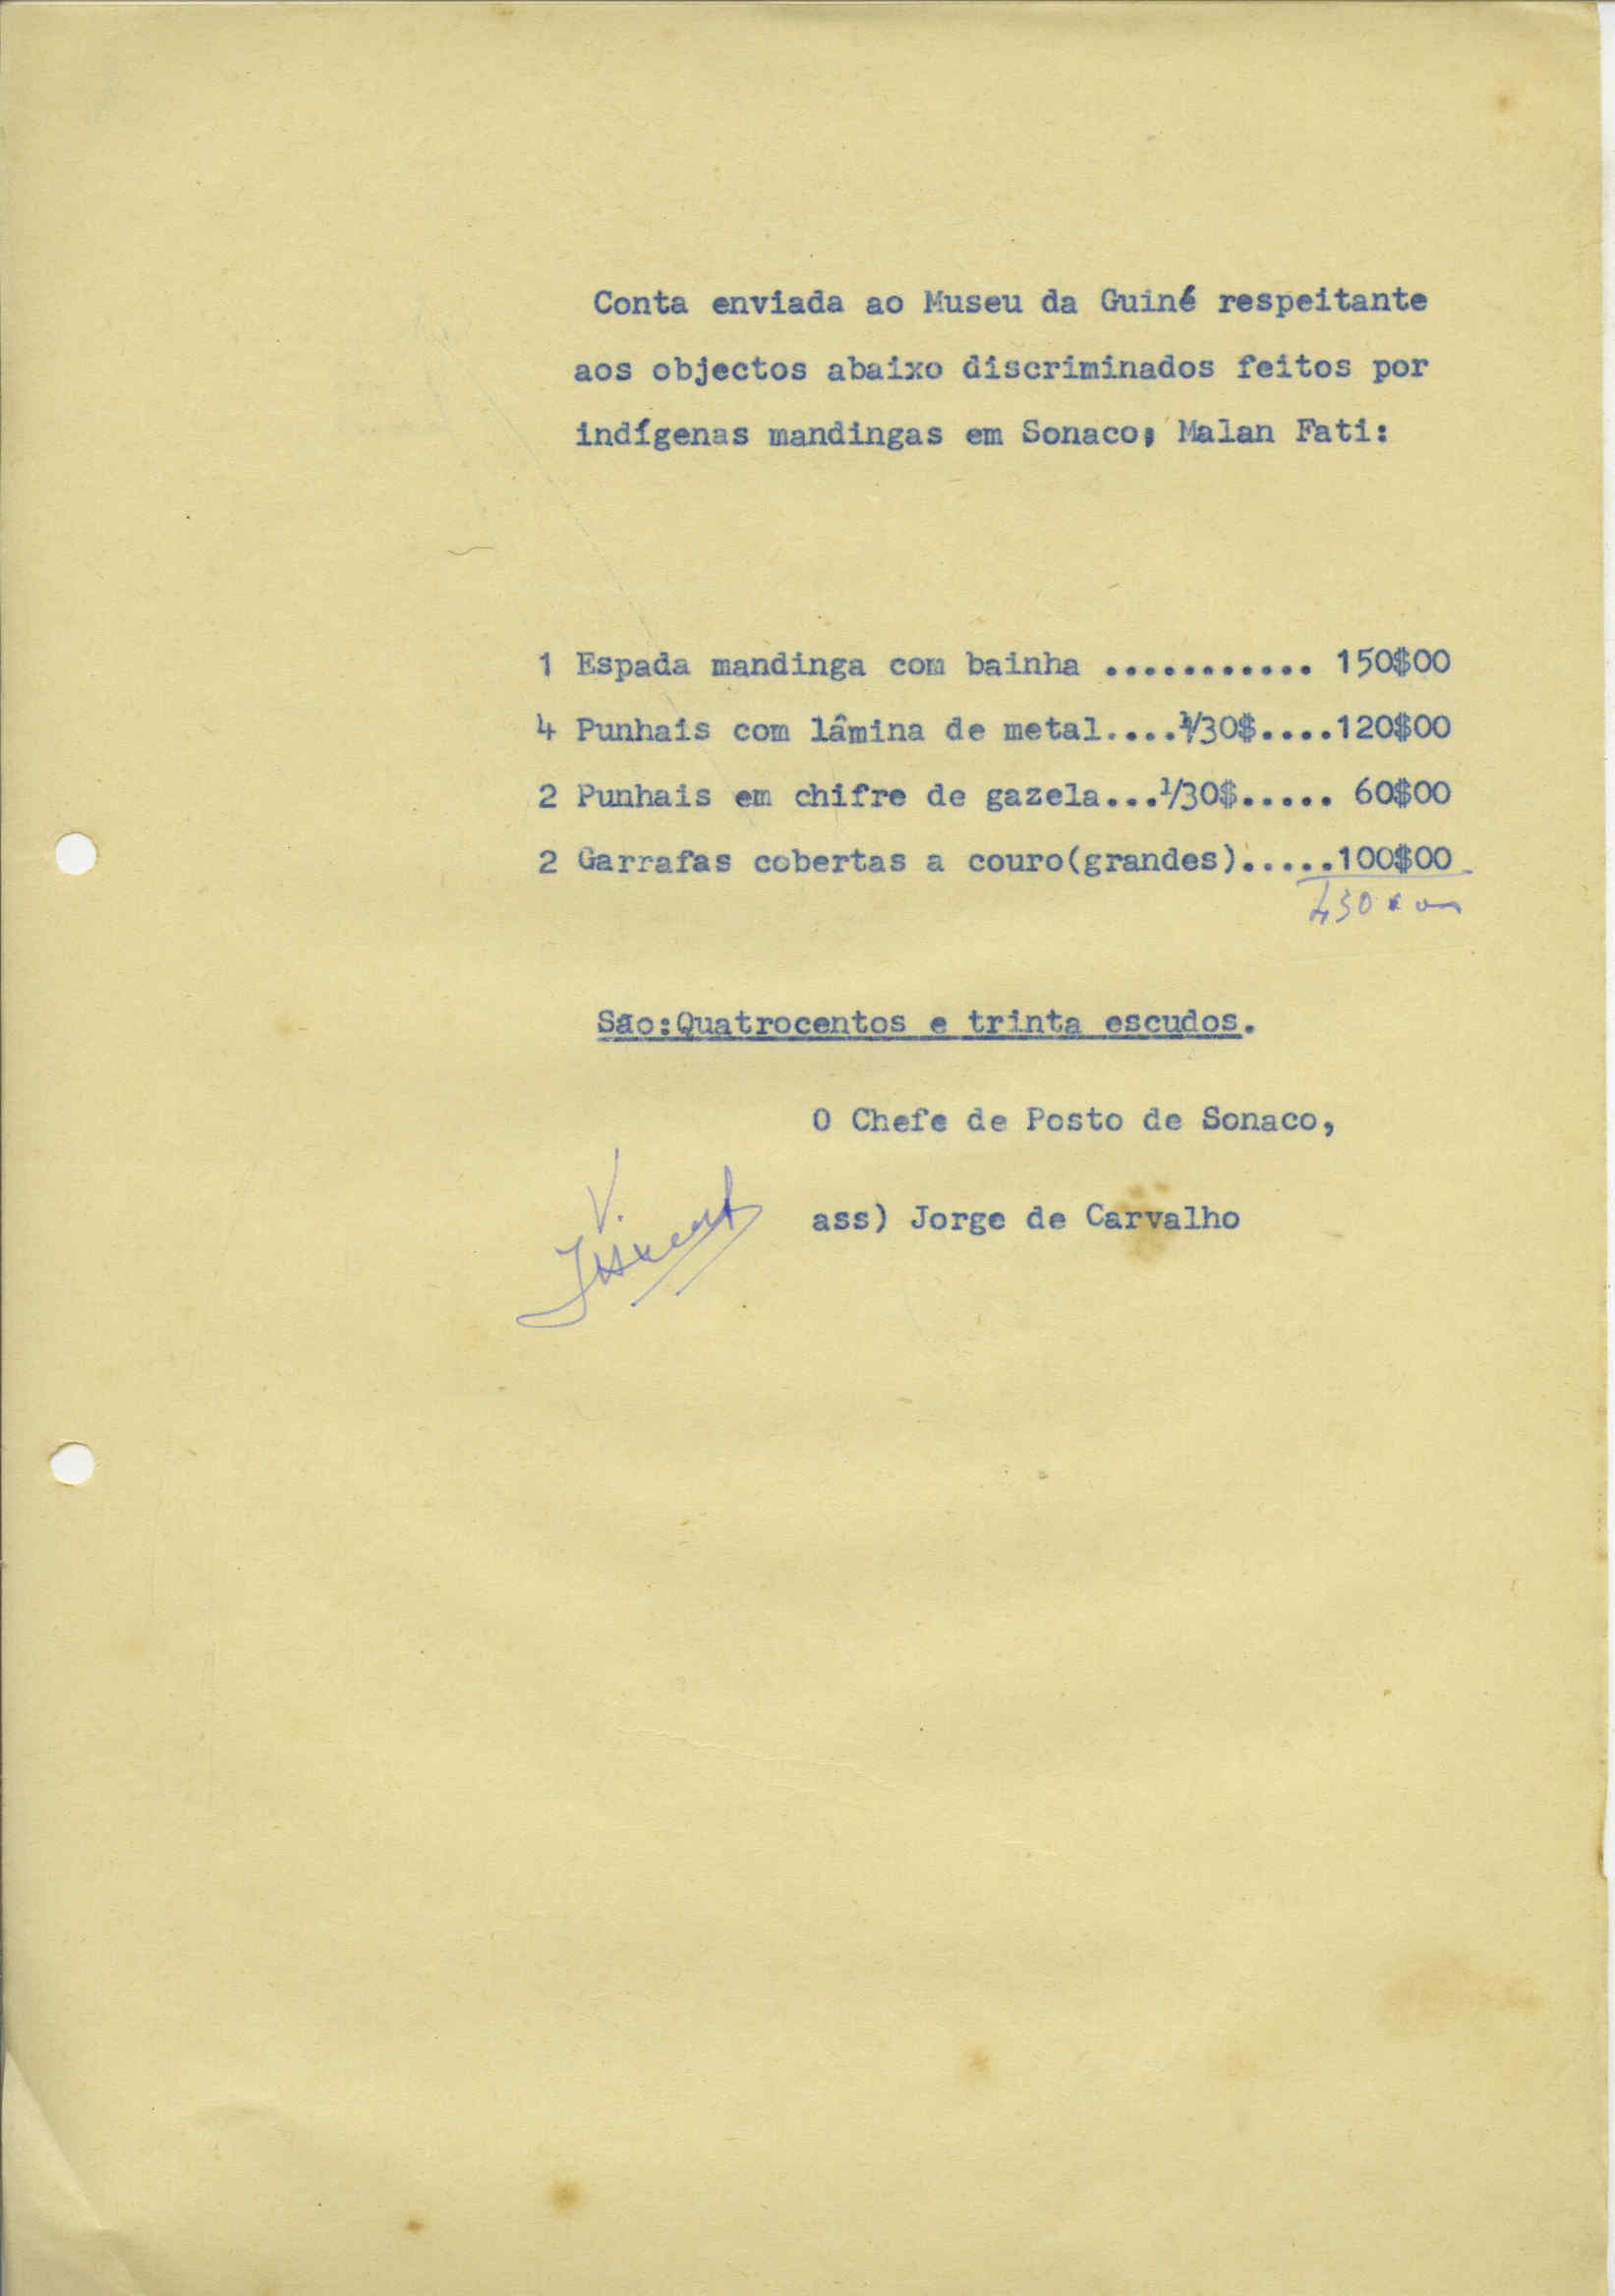 Conta enviada ao Museu da Guiné respeitante
aos objectos abaixo discriminados feitos por
indígenas mandingas em Sonaco, Malan Fati:
1 Espada mandinga com bainha ........... 150$00
4 Punhais com lâmina de metal....1/30$....120$00
2 Punhais em chifre de gazela...1/30$..... 60$00
2 Garrafas cobertas a couro(grandes).....100$00
430$00
São:Quatrocentos e trinta escudos.
O Chefe de Posto de Sonaco,
V.
ass) Jorge de Carvalho